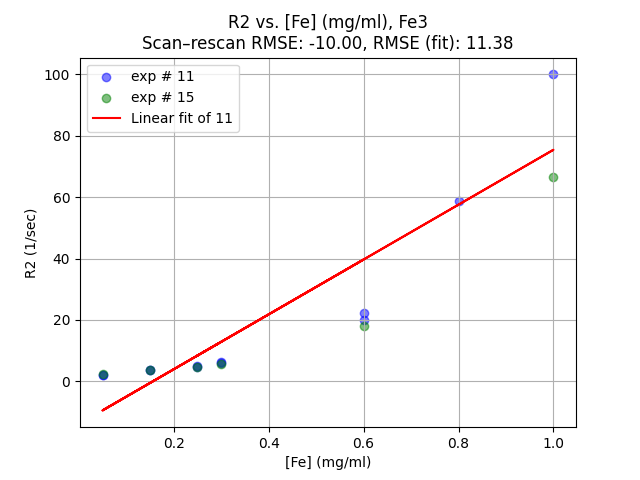 R2 vs. [Fe] (mg/ml), Fe3
Scan–rescan RMSE: -10.00, RMSE (fit): 11.38
exp # 11
exp # 15
Linear fit of 11
100
80
60
40
20
0
R2 (1/sec)
0.2 0.4 0.6 0.8 1.0
[Fe] (mg/ml)